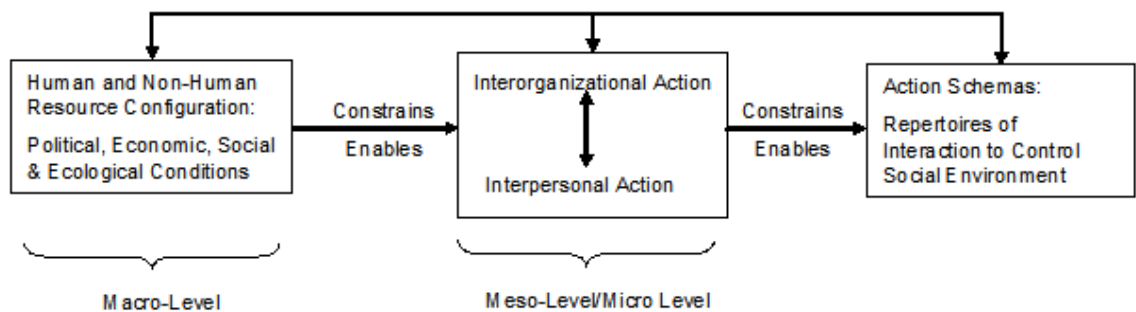 Human and Non-Human
Resource Configuration:
Political, Economic, Social
& Ecological Conditions
Constrains
Enables
Interorganizational Action
Interpersonal Action
Constrains
Enables
Action Schemas:
Repertoires of
Interaction to Control
Social Environment
Macro-Level
Meso-Level/Micro Level